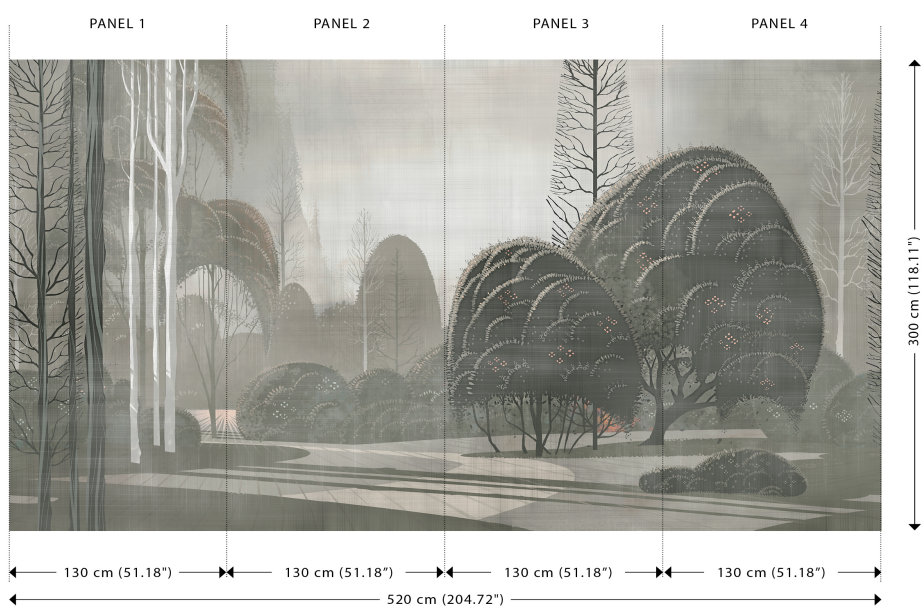 PANEL 1 PANEL 2 PANEL 3 PANEL 4
300 cm (118.11")
130 cm (51.18") 130 cm (51.18”) 130 cm (51.18”) 130 cm (51.18”)
520 cm (204.72")